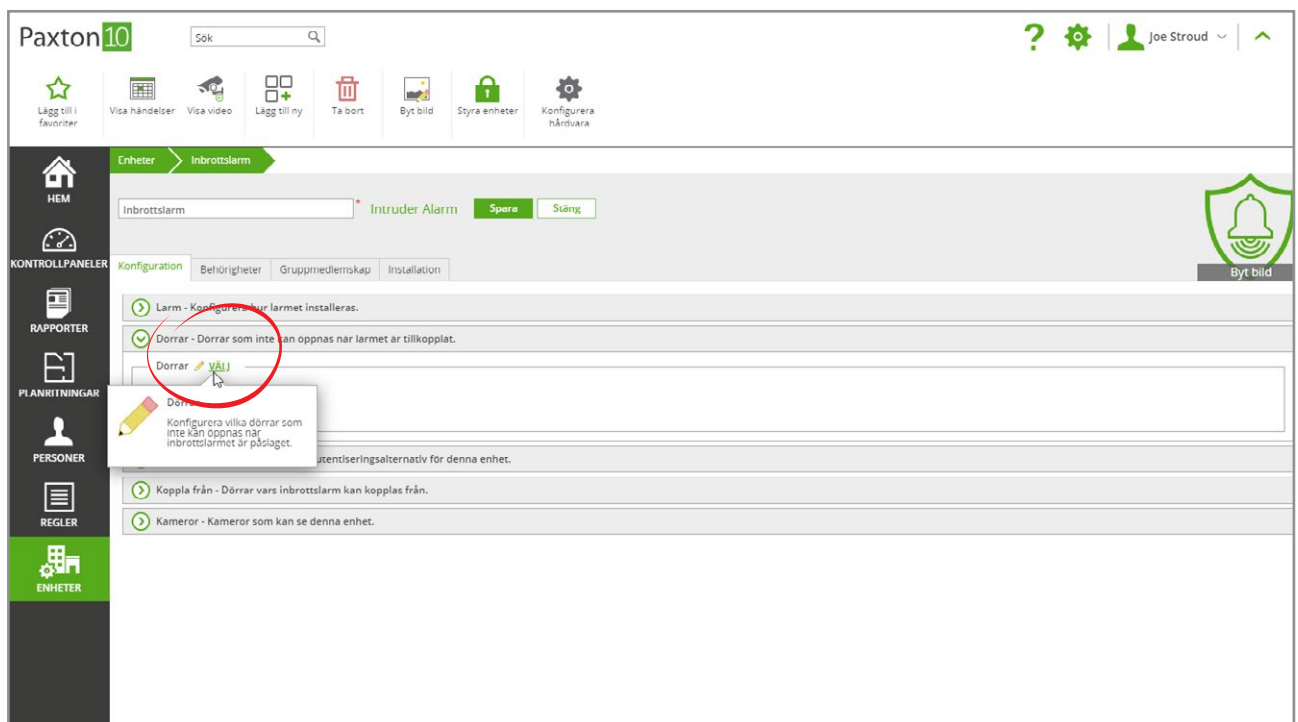 Paxton10
Sök
Joe Stroud
Lägg till i
favoriter
Visa händelser
Visa video
Lägg till ny
Ta bort
Byt bild
Styra enheter
Konfigurera
hårdvara
HEM
KONTROLLPANELER
RAPPORTER
PLANRITNINGAR
PERSONER
REGLER
ENHETER
Enheter
Inbrottslarm
Inbrottslarm
* Intruder Alarm
Spara
Stäng
Byt bild
Konfiguration
Behörigheter
Gruppmedlemskap
Installation
Larm - Konfigurera hur larmet installeras.
Dorrar - Dorrar som inte kan oppnas nar larmet ar tillkopplat.
Dorrar VÄLJ
Dorrar
Konfigurera vilka dörrar som
inte kan öppnas när
inbrottslarmet är påslaget.
utentiseringsalternativ för denna enhet.
Koppla från - Dörrar vars inbrottslarm kan kopplas från.
Kameror - Kameror som kan se denna enhet.